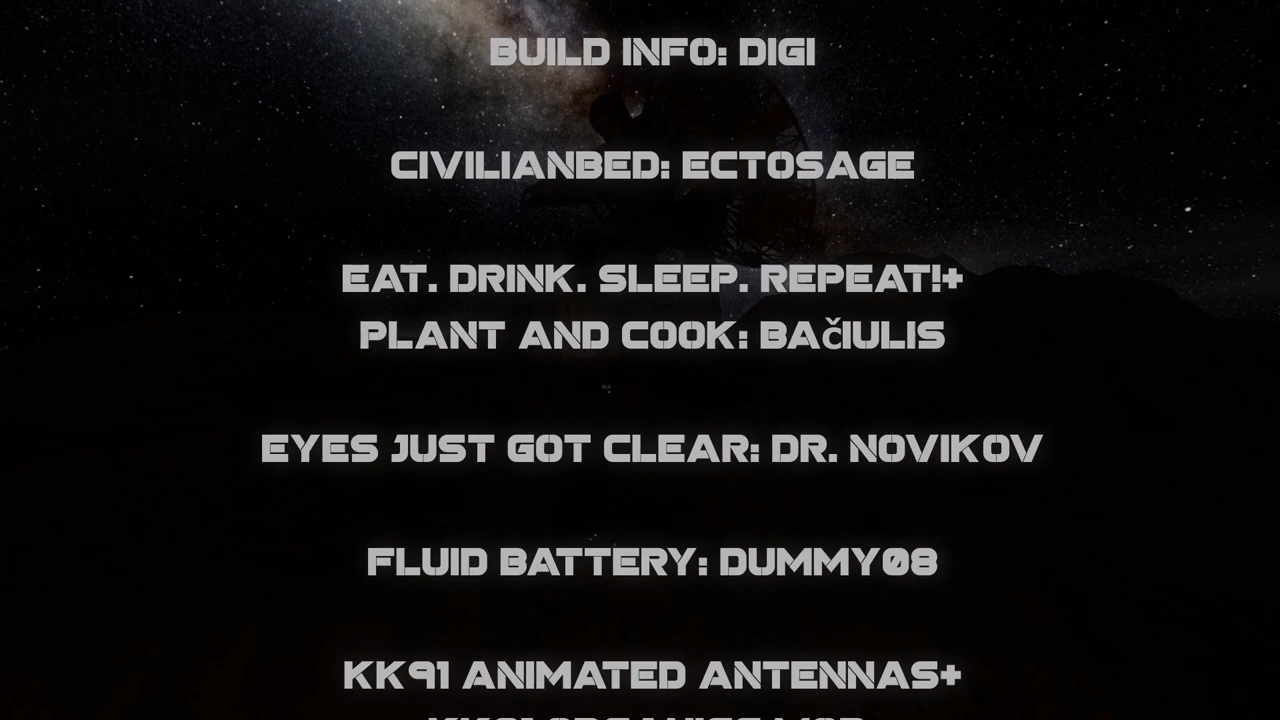 BUILD INFO: DIGI
CIVILIANBED: ECTOSAGE
EAT. DRINK. SLEEP. REPEAT!+
PLANT AND COOK: BAČIULIS
EYES JUST GOT CLEAR: DR. NOVIKOV
FLUID BATTERY: DUMMY08
KK91 ANIMATED ANTENNAS+